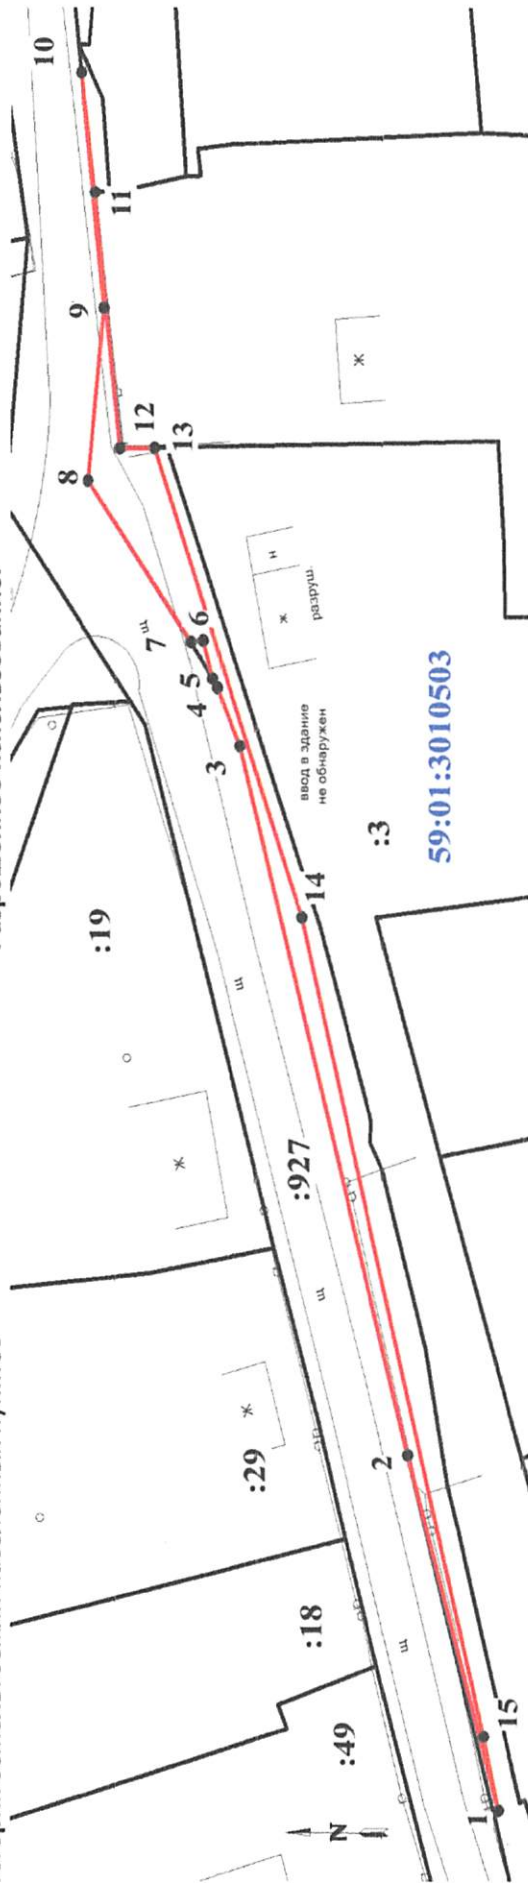 10
11
9
12
13
8
7
щ
6
5
4
3
ж
н
ж
разруш.
ввод в здание
не обнаружен
:3
59:01:3010503
14
:19
щ
ж
:927
щ
ж
:29
2
:18
щ
:49
15
1
N